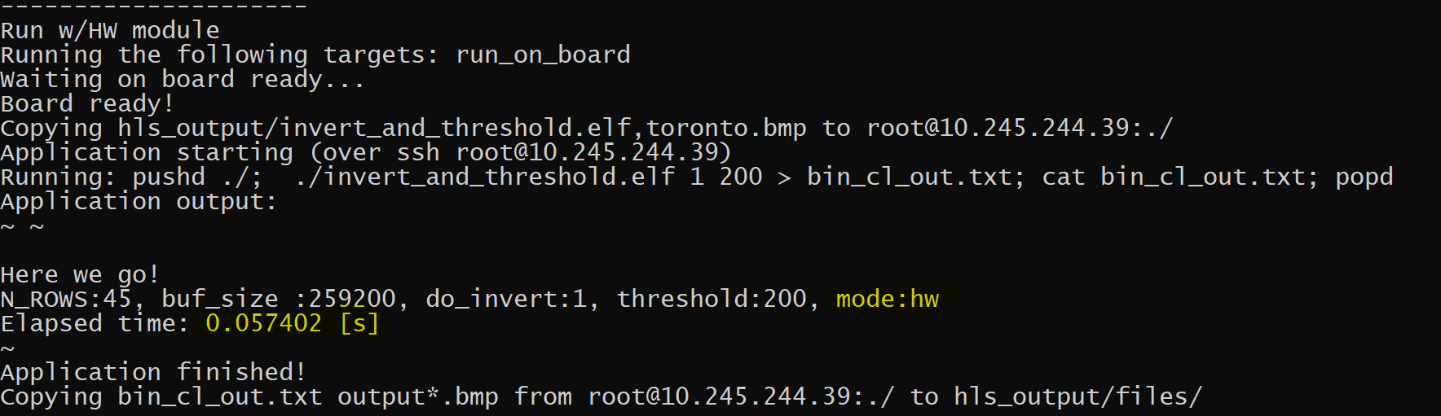 ---------------------
Run w/HW module
Running the following targets: run_on_board
Waiting on board ready...
Board ready!
Copying hls_output/invert_and_threshold.elf,toronto.bmp to root@10.245.244.39:./
Application starting (over ssh root@10.245.244.39)
Running: pushd ./;  ./invert_and_threshold.elf 1 200 > bin_cl_out.txt; cat bin_cl_out.txt; popd
Application output:
~ ~
Here we go!
N_ROWS:45, buf_size :259200, do_invert:1, threshold:200, mode:hw
Elapsed time: 0.057402 [s]
~
Application finished!
Copying bin_cl_out.txt output*.bmp from root@10.245.244.39:./ to hls_output/files/